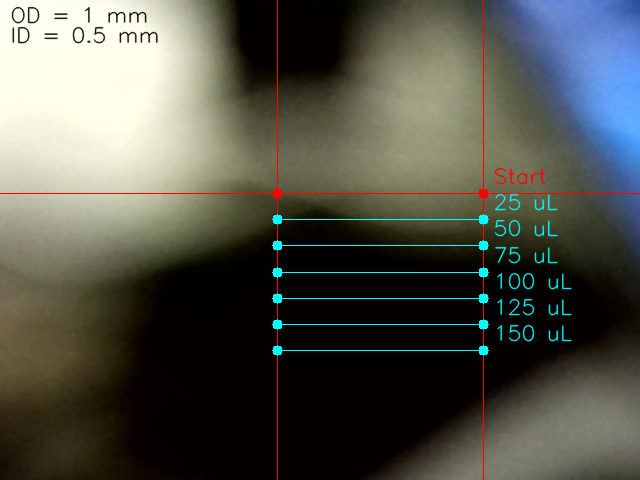 OD = 1 mm
ID = 0.5 mm
Start
25 uL
50 uL
75 uL
100 uL
125 uL
150 uL